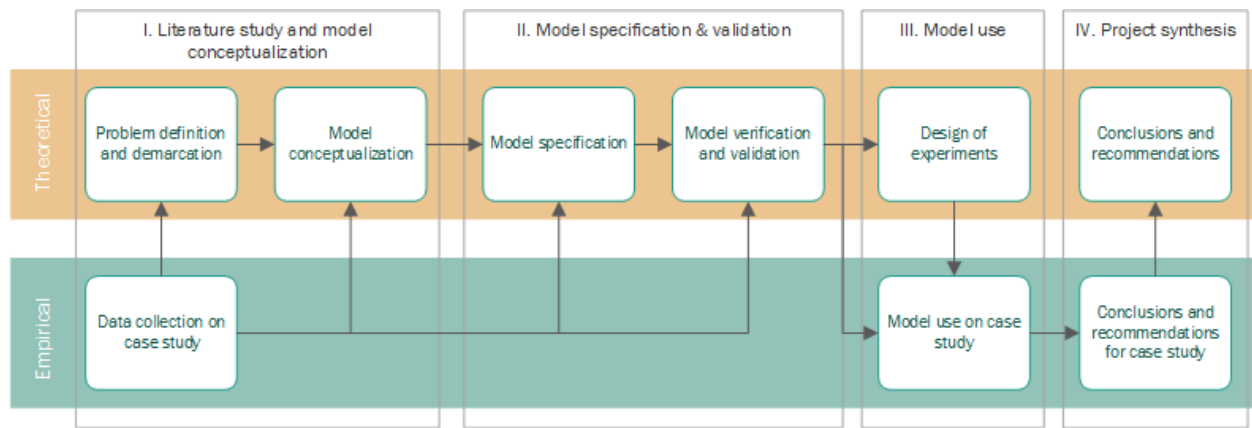 I. Literature study and model
conceptualization
II. Model specification & validation
III. Model use
IV. Project synthesis
Theoretical
Problem definition
and demarcation
Model
conceptualization
Model specification
Model verification
and validation
Design of
experiments
Conclusions and
recommendations
Empirical
Data collection on
case study
Model use on case
study
Conclusions and
recommendations
for case study